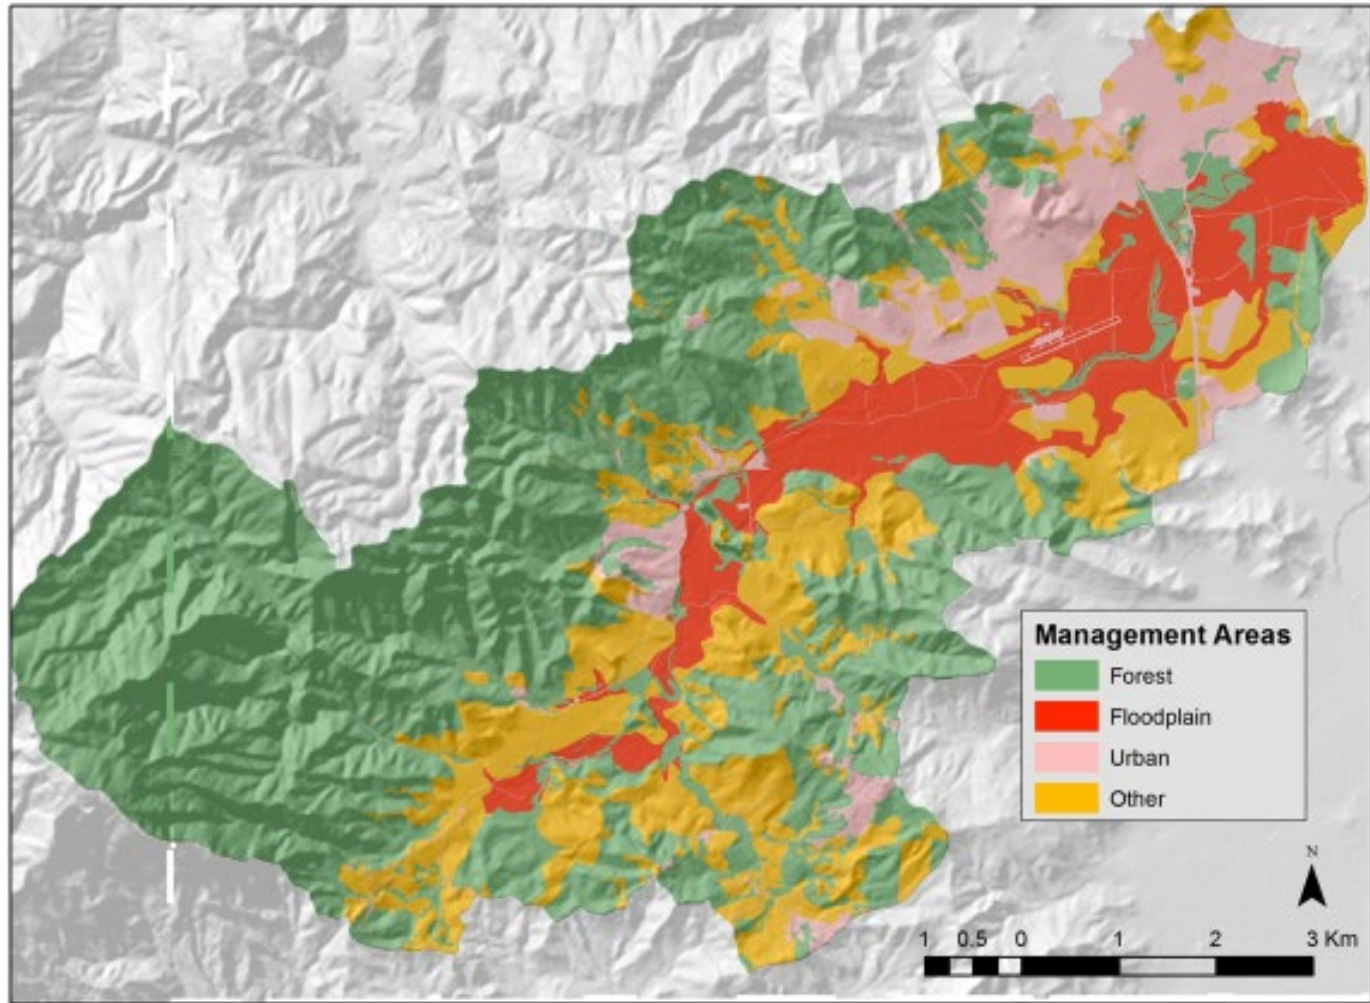 Management Areas
Forest
Floodplain
Urban
Other
N
1 0.5 0 1 2 3 Km